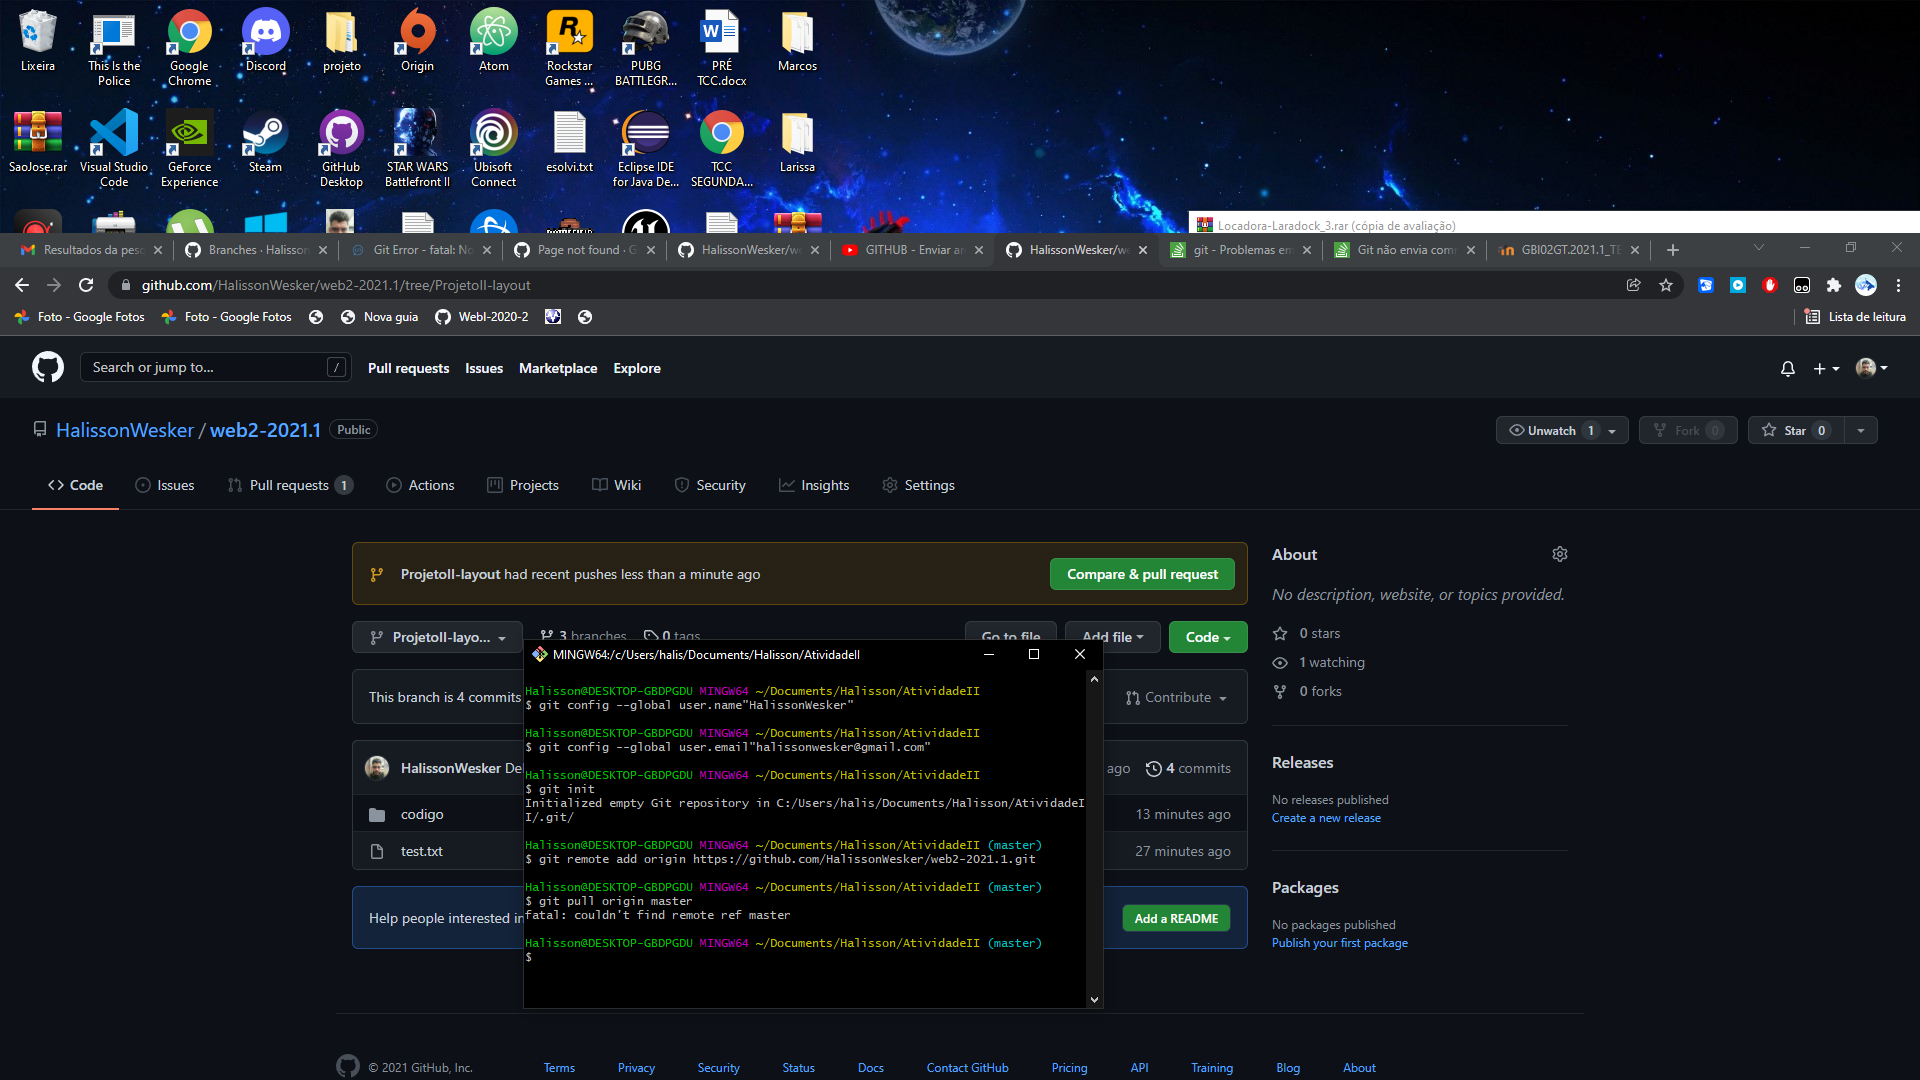 Lixeira
This Is the Police
Google Chrome
Discord
projeto
Origin
Atom
Rockstar Games ...
PUBG BATTLEGR...
PRÉ TCC.docx
Marcos
SaoJose.rar
Visual Studio Code
GeForce Experience
Steam
GitHub Desktop
STAR WARS Battlefront II
Ubisoft Connect
esolvi.txt
Eclipse IDE for Java De...
TCC SEGUNDA...
Larissa
Locadora-Laradock_3.rar (cópia de avaliação)
Resultados da pesq
Branches · Halisson
Git Error - fatal: No
Page not found · G
HalissonWesker/we
GITHUB - Enviar ar
HalissonWesker/we
git - Problemas em
Git não envia comm
GBI02GT.2021.1_TE
github.com/HalissonWesker/web2-2021.1/tree/ProjetoII-layout
Foto - Google Fotos
Foto - Google Fotos
Nova guia
WebI-2020-2
Lista de leitura
Search or jump to...
/
Pull requests
Issues
Marketplace
Explore
HalissonWesker / web2-2021.1
Public
Unwatch 1
Fork 0
Star 0
Code
Issues
Pull requests 1
Actions
Projects
Wiki
Security
Insights
Settings
ProjetoII-layout had recent pushes less than a minute ago
Compare & pull request
ProjetoII-layo...
3 branches
0 tags
Go to file
Add file
Code
This branch is 4 commits
Contribute
HalissonWesker De
ago
4 commits
codigo
13 minutes ago
test.txt
27 minutes ago
Help people interested in
Add a README
MINGW64:/c/Users/halis/Documents/Halisson/AtividadeII
Halisson@DESKTOP-GBDPGDU MINGW64 ~/Documents/Halisson/AtividadeII
$ git config --global user.name"HalissonWesker"
Halisson@DESKTOP-GBDPGDU MINGW64 ~/Documents/Halisson/AtividadeII
$ git config --global user.email"halissonwesker@gmail.com"
Halisson@DESKTOP-GBDPGDU MINGW64 ~/Documents/Halisson/AtividadeII
$ git init
Initialized empty Git repository in C:/Users/halis/Documents/Halisson/AtividadeI
I/.git/
Halisson@DESKTOP-GBDPGDU MINGW64 ~/Documents/Halisson/AtividadeII (master)
$ git remote add origin https://github.com/HalissonWesker/web2-2021.1.git
Halisson@DESKTOP-GBDPGDU MINGW64 ~/Documents/Halisson/AtividadeII (master)
$ git pull origin master
fatal: couldn't find remote ref master
Halisson@DESKTOP-GBDPGDU MINGW64 ~/Documents/Halisson/AtividadeII (master)
$
About
No description, website, or topics provided.
0 stars
1 watching
0 forks
Releases
No releases published
Create a new release
Packages
No packages published
Publish your first package
© 2021 GitHub, Inc.
Terms
Privacy
Security
Status
Docs
Contact GitHub
Pricing
API
Training
Blog
About